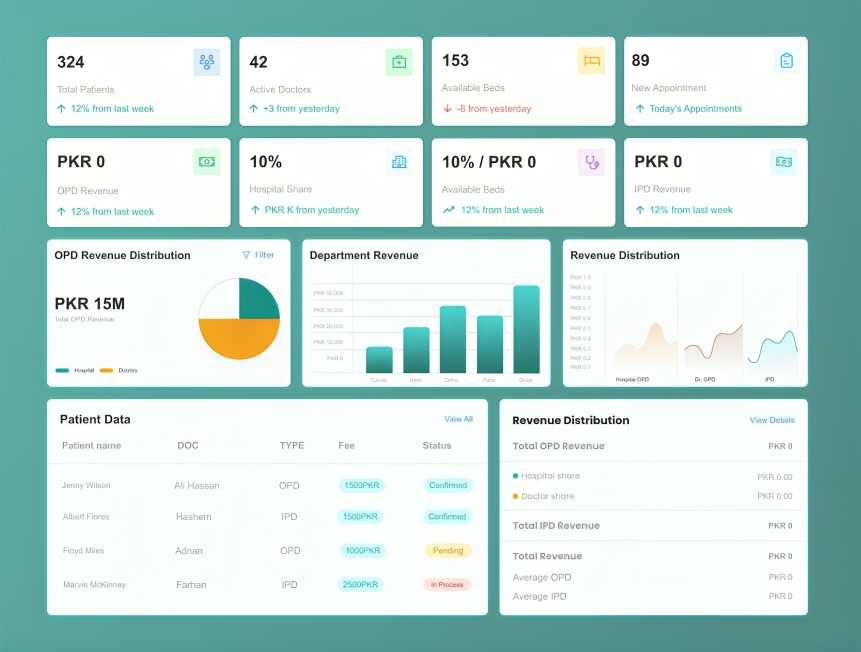 324
Total Patients
12% from last week
42
Active Doctors
+3 from yesterday
153
Available Beds
-8 from yesterday
89
New Appointment
Today's Appointments
PKR 0
OPD Revenue
12% from last week
10%
Hospital Share
PKR K from yesterday
10% / PKR 0
Available Beds
12% from last week
PKR 0
IPD Revenue
12% from last week
OPD Revenue Distribution
Filter
PKR 15M
Total OPD Revenue
Hospital Doctors
Department Revenue
PKR 30,000
PKR 20,000
PKR 10,000
PKR 0
Cardio Neru Ortho Paeds
Revenue Distribution
PKR 1.0
PKR 0.9
PKR 0.8
PKR 0.7
PKR 0.6
PKR 0.5
PKR 0.4
PKR 0.3
PKR 0.2
PKR 0.1
Hospital OPD Dr. OPD IPD
Patient Data View All
Patient name DOC TYPE Fee Status
Jenny Wilson Ali Hassan OPD 1500PKR Confirmed
Albert Flores Hashem IPD 1500PKR Confirmed
Floyd Miles Adnan OPD 1000PKR Pending
Marvin McKinney Farhan IPD 2500PKR In Process
Revenue Distribution View Details
Total OPD Revenue PKR 0
Hospital share PKR 0.00
Doctor share PKR 0.00
Total IPD Revenue PKR 0
Total Revenue PKR 0
Average OPD PKR 0
Average IPD PKR 0